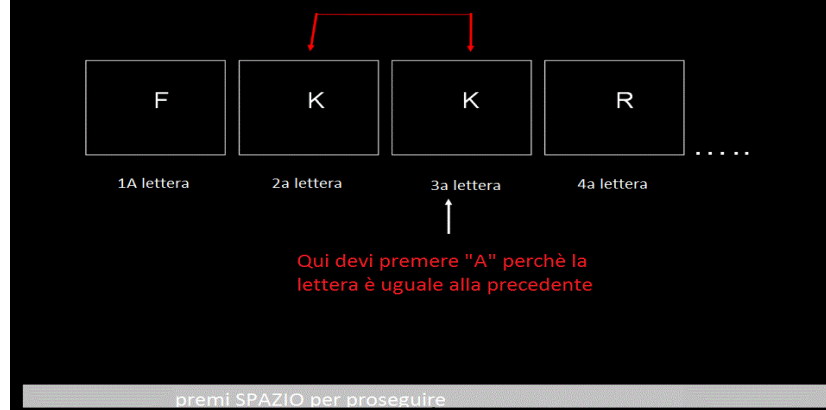 F K K R
.....
1A lettera 2a lettera 3a lettera 4a lettera
Qui devi premere "A" perchè la
lettera è uguale alla precedente
premi SPAZIO per proseguire